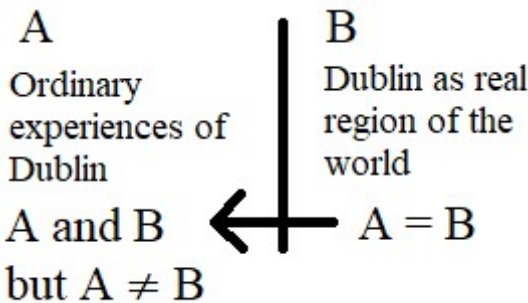 A
Ordinary
experiences of
Dublin
A and B
but A ≠ B
B
Dublin as real
region of the
world
A = B